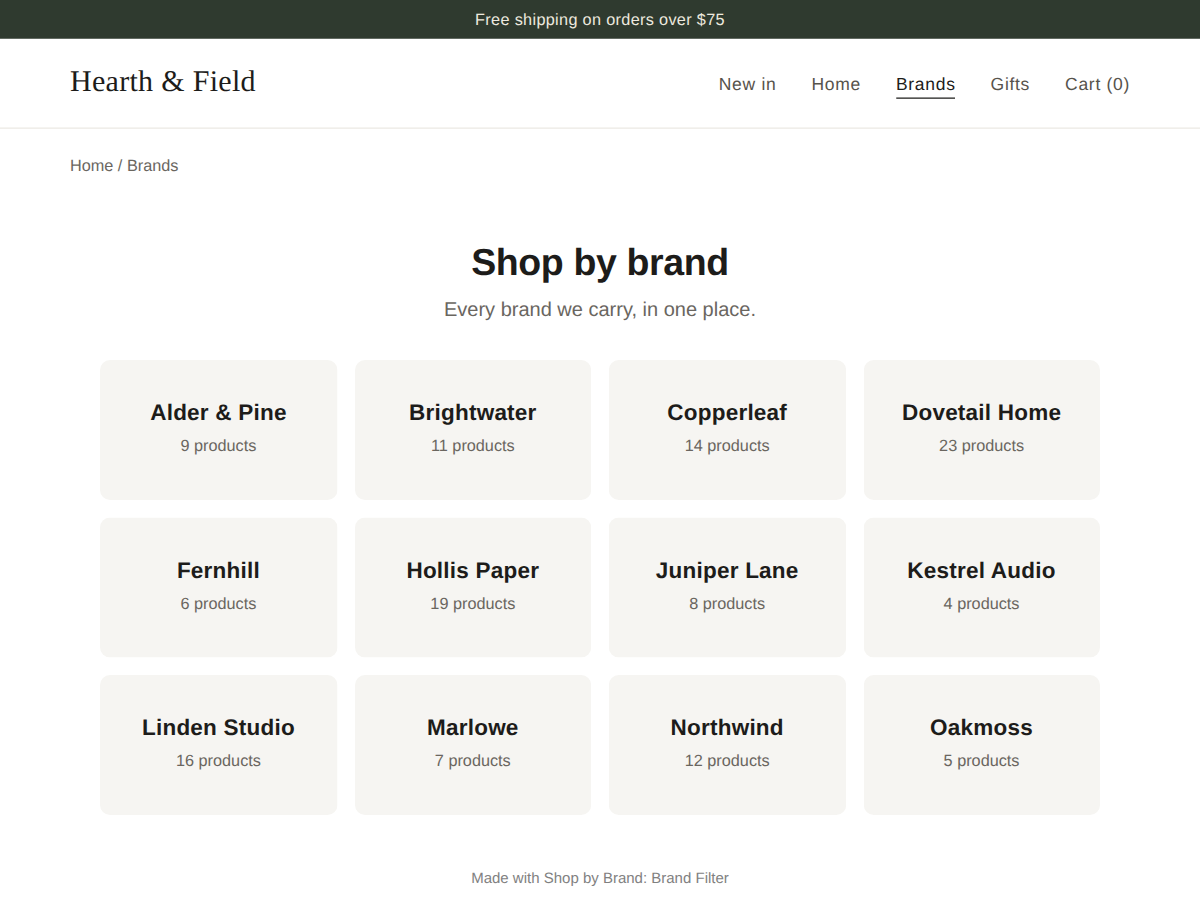 Free shipping on orders over $75
Hearth & Field
New in Home Brands Gifts Cart (0)
Home / Brands
Shop by brand
Every brand we carry, in one place.
Alder & Pine Brightwater Copperleaf Dovetail Home
9 products 11 products 14 products 23 products
Fernhill Hollis Paper Juniper Lane Kestrel Audio
6 products 19 products 8 products 4 products
Linden Studio Marlowe Northwind Oakmoss
16 products 7 products 12 products 5 products
Made with Shop by Brand: Brand Filter